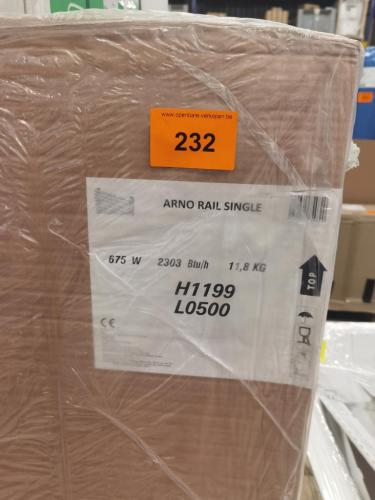 www.openbare-verkopen.be
232
ARNO RAIL SINGLE
675 W 2303 Btu/h 11,8 KG
H1199
L0500
TOP
CE